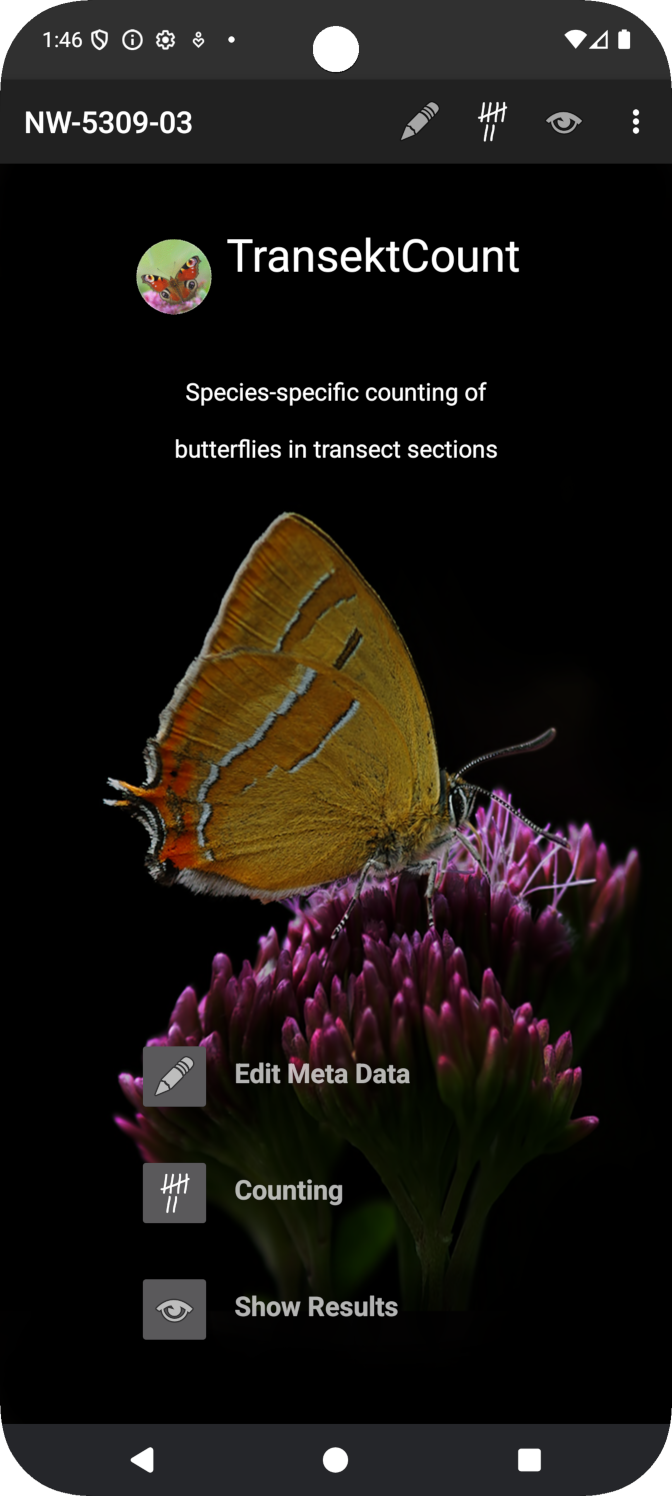 1:46
NW-5309-03
TransektCount
Species-specific counting of
butterflies in transect sections
Edit Meta Data
Counting
Show Results